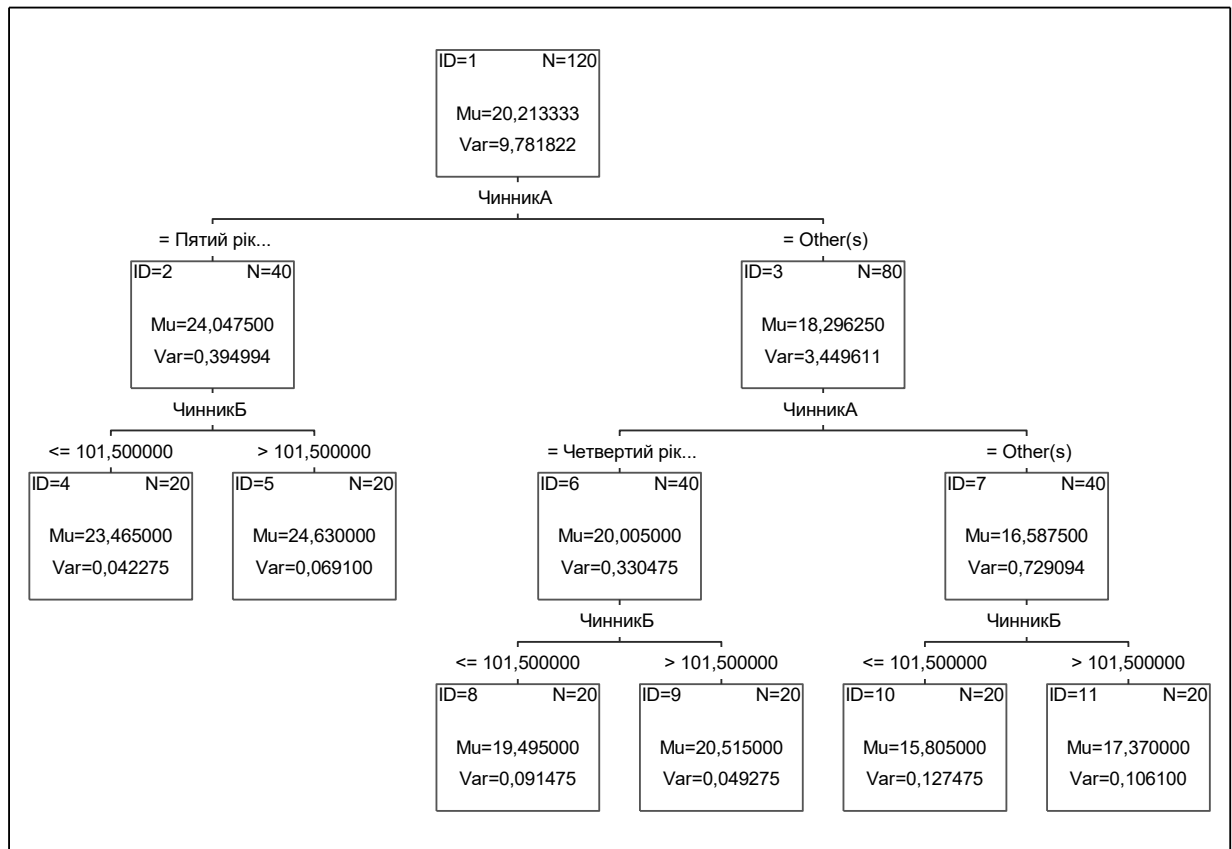 ID=1 N=120
Mu=20,213333
Var=9,781822
ЧинникА
= Пятий рік... = Other(s)
ID=2 N=40 ID=3 N=80
Mu=24,047500 Mu=18,296250
Var=0,394994 Var=3,449611
ЧинникБ ЧинникА
<= 101,500000 > 101,500000 = Четвертий рік... = Other(s)
ID=4 N=20 ID=5 N=20 ID=6 N=40 ID=7 N=40
Mu=23,465000 Mu=24,630000 Mu=20,005000 Mu=16,587500
Var=0,042275 Var=0,069100 Var=0,330475 Var=0,729094
ЧинникБ ЧинникБ
<= 101,500000 > 101,500000 <= 101,500000 > 101,500000
ID=8 N=20 ID=9 N=20 ID=10 N=20 ID=11 N=20
Mu=19,495000 Mu=20,515000 Mu=15,805000 Mu=17,370000
Var=0,091475 Var=0,049275 Var=0,127475 Var=0,106100